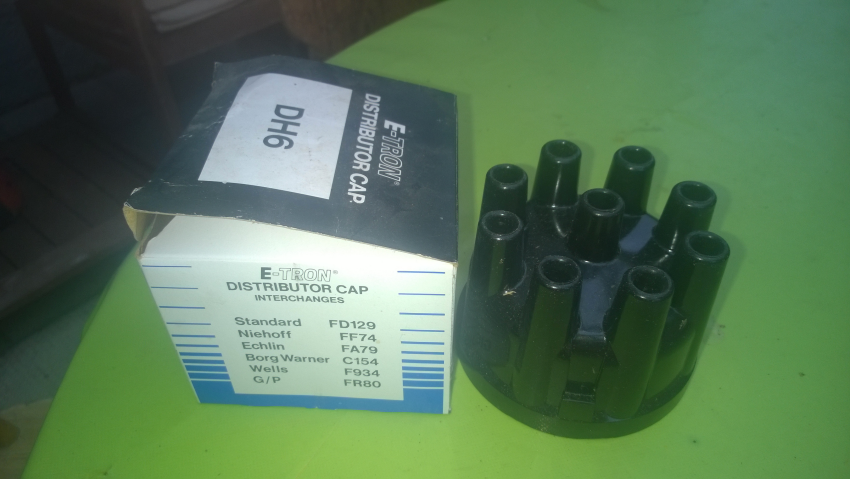 DH6
E-TRON®
DISTRIBUTOR CAP
E-TRON®
DISTRIBUTOR CAP
INTERCHANGES
Standard FD129
Niehoff FF74
Echlin FA79
Borg Warner C154
Wells F934
G/P FR80